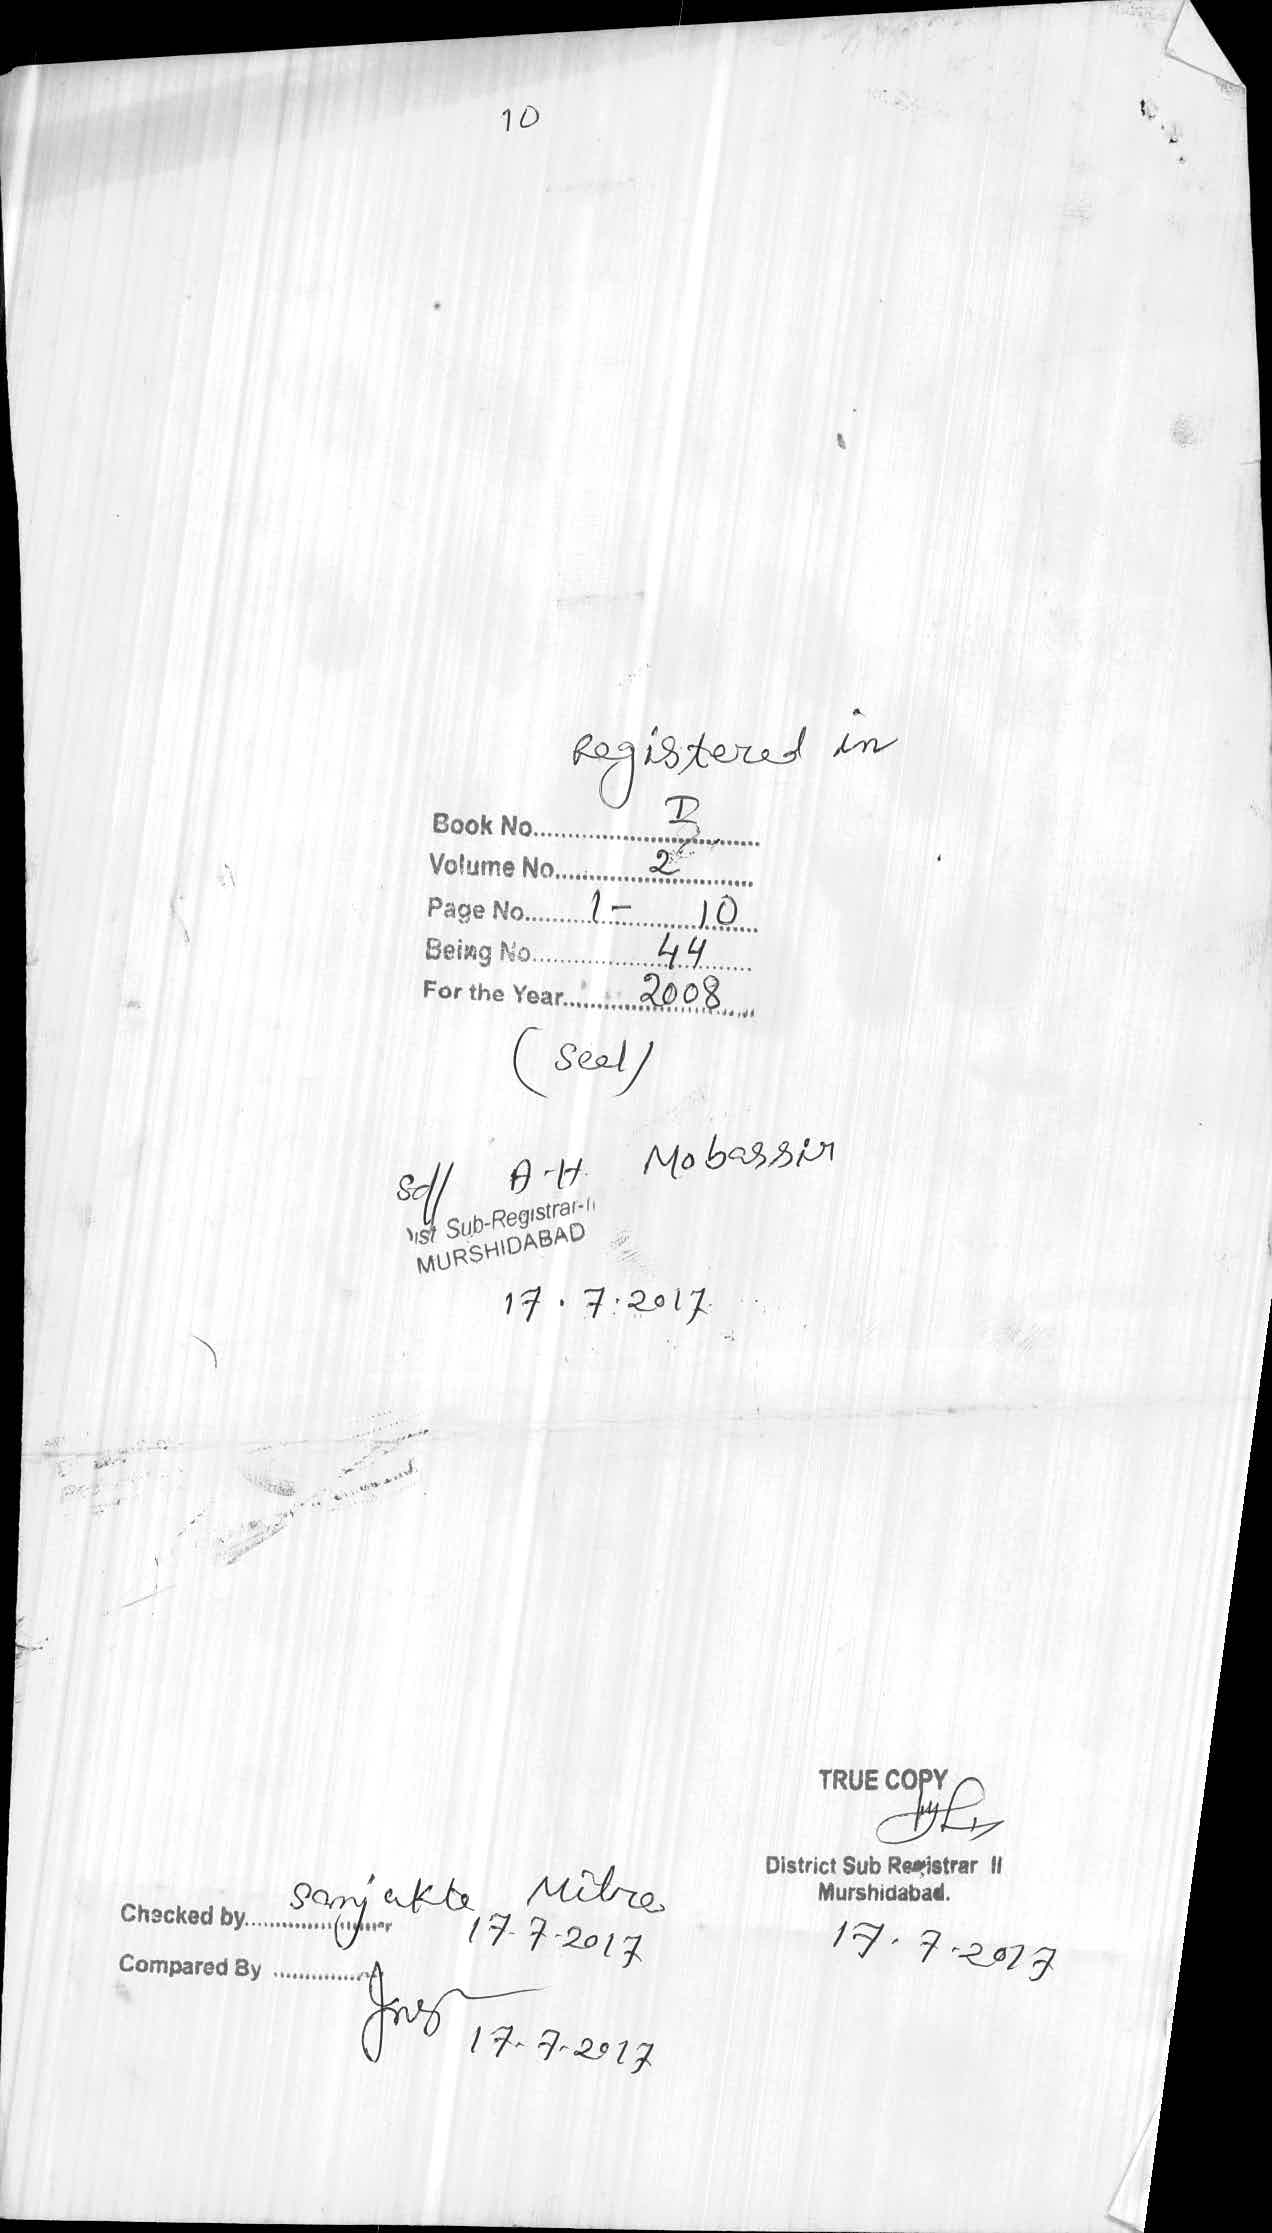 10
Registered in
Book No. I
Volume No. 2
Page No. 1 - 10
Being No. 44
For the Year 2008
(Seal)
Sd/ A.H. Mobassir
Dist Sub-Registrar-II
MURSHIDABAD
17.7.2017
TRUE COPY
District Sub Registrar II
Murshidabad.
17.7.2017
Checked by Sanjukta Mitra
17-7-2017
Compared By
17-7-2017